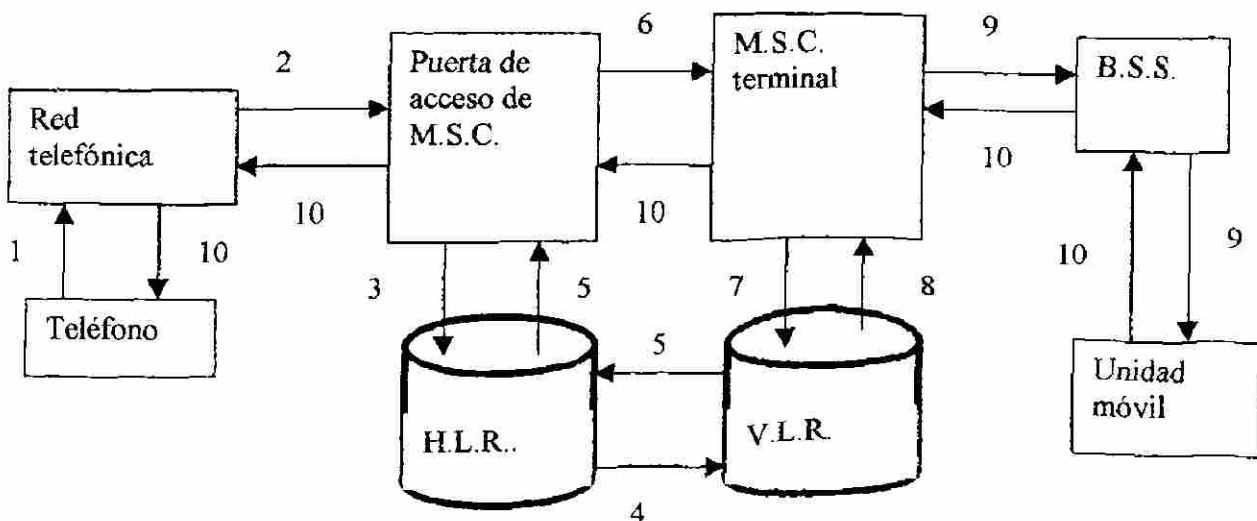 6
9
2
Puerta de
acceso de
M.S.C.
M.S.C.
terminal
B.S.S.
Red
telefónica
10
10
10
1
10
3
5
7
8
10
9
Teléfono
5
Unidad
móvil
H.L.R..
V.L.R.
4